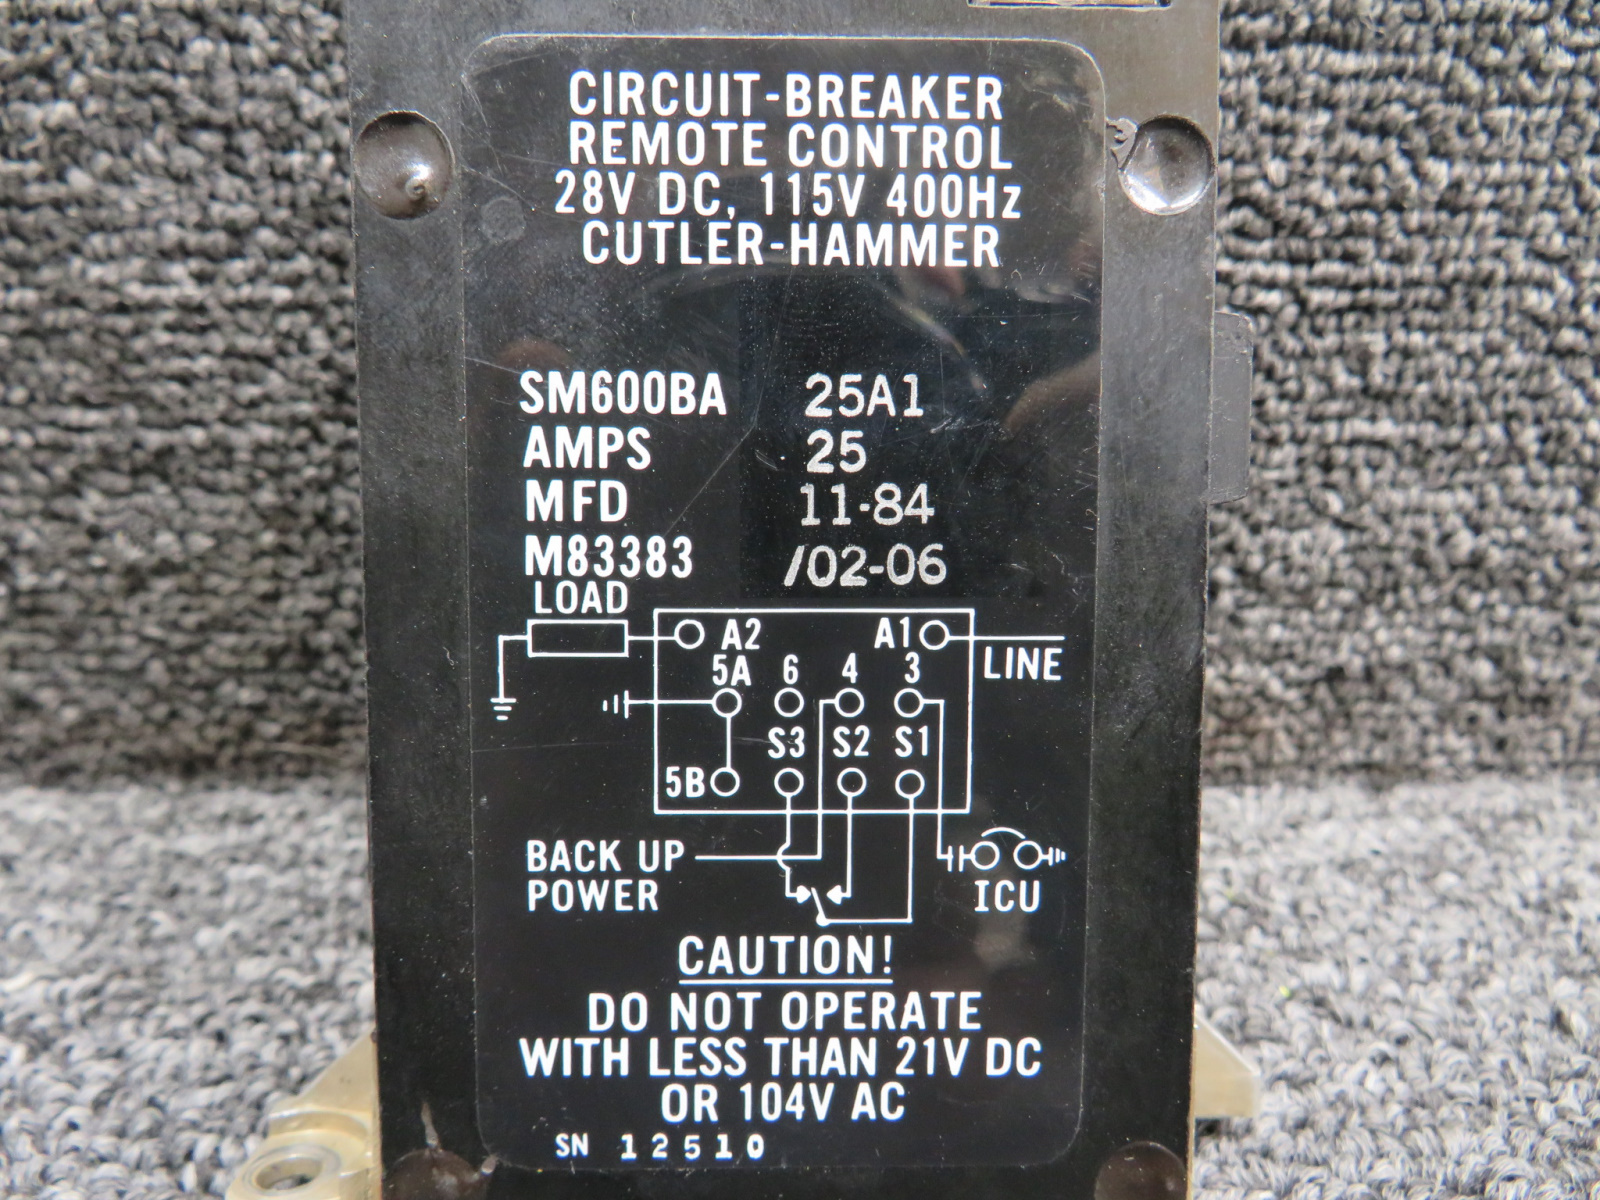 CIRCUIT-BREAKER
REMOTE CONTROL
28V DC, 115V 400Hz
CUTLER-HAMMER
SM600BA 25A1
AMPS 25
MFD 11-84
M83383 /02-06
LOAD
A2 A1
LINE
5A 6 4 3
S3 S2 S1
5B
BACK UP
POWER
ICU
CAUTION!
DO NOT OPERATE
WITH LESS THAN 21V DC
OR 104V AC
SN 12510